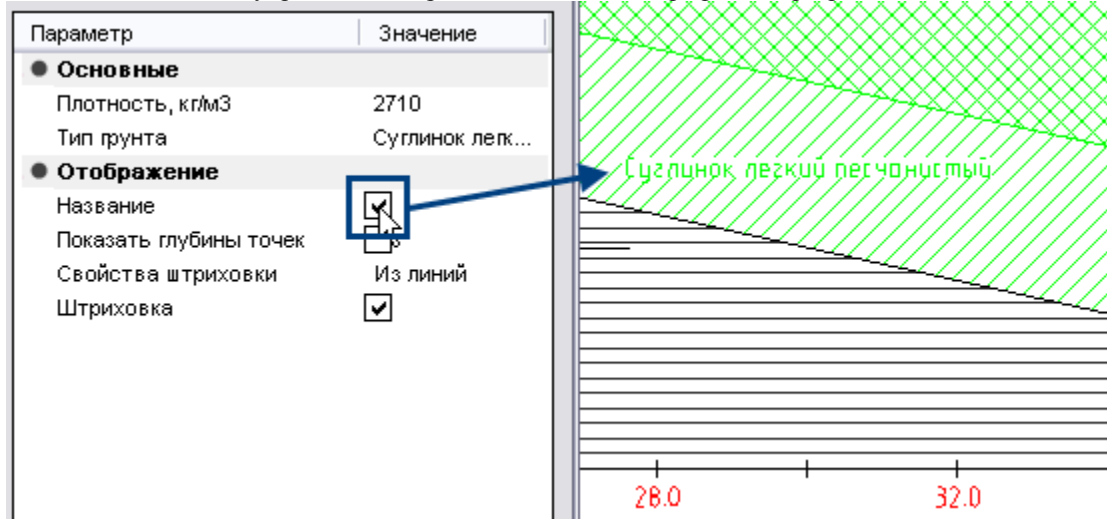 Параметр Значение
Основные
Плотность, кг/м3 2710
Тип грунта Суглинок легк...
Отображение
Название
Показать глубины точек
Свойства штриховки Из линий
Штриховка
Суглинок легкий песчанистый
28.0 32.0